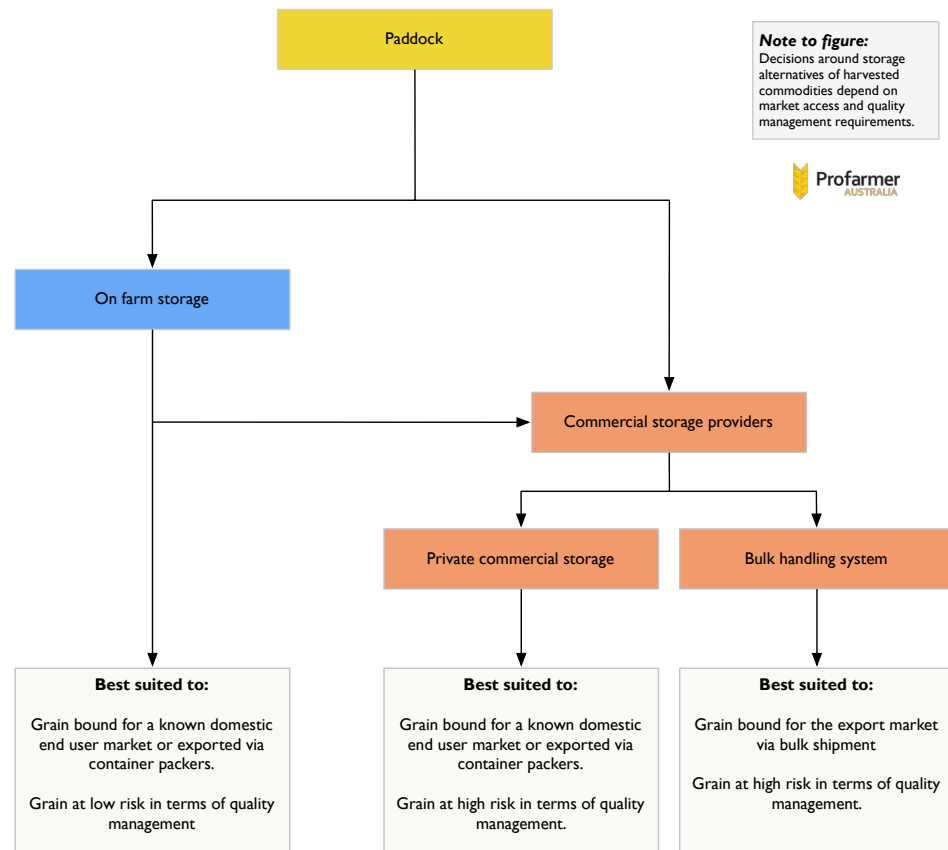 Paddock
Note to figure:
Decisions around storage
alternatives of harvested
commodities depend on
market access and quality
management requirements.
Profarmer
AUSTRALIA
On farm storage
Commercial storage providers
Private commercial storage
Bulk handling system
Best suited to:
Grain bound for a known domestic
end user market or exported via
container packers.
Grain at low risk in terms of quality
management
Best suited to:
Grain bound for a known domestic
end user market or exported via
container packers.
Grain at high risk in terms of quality
management.
Best suited to:
Grain bound for the export market
via bulk shipment
Grain at high risk in terms of quality
management.